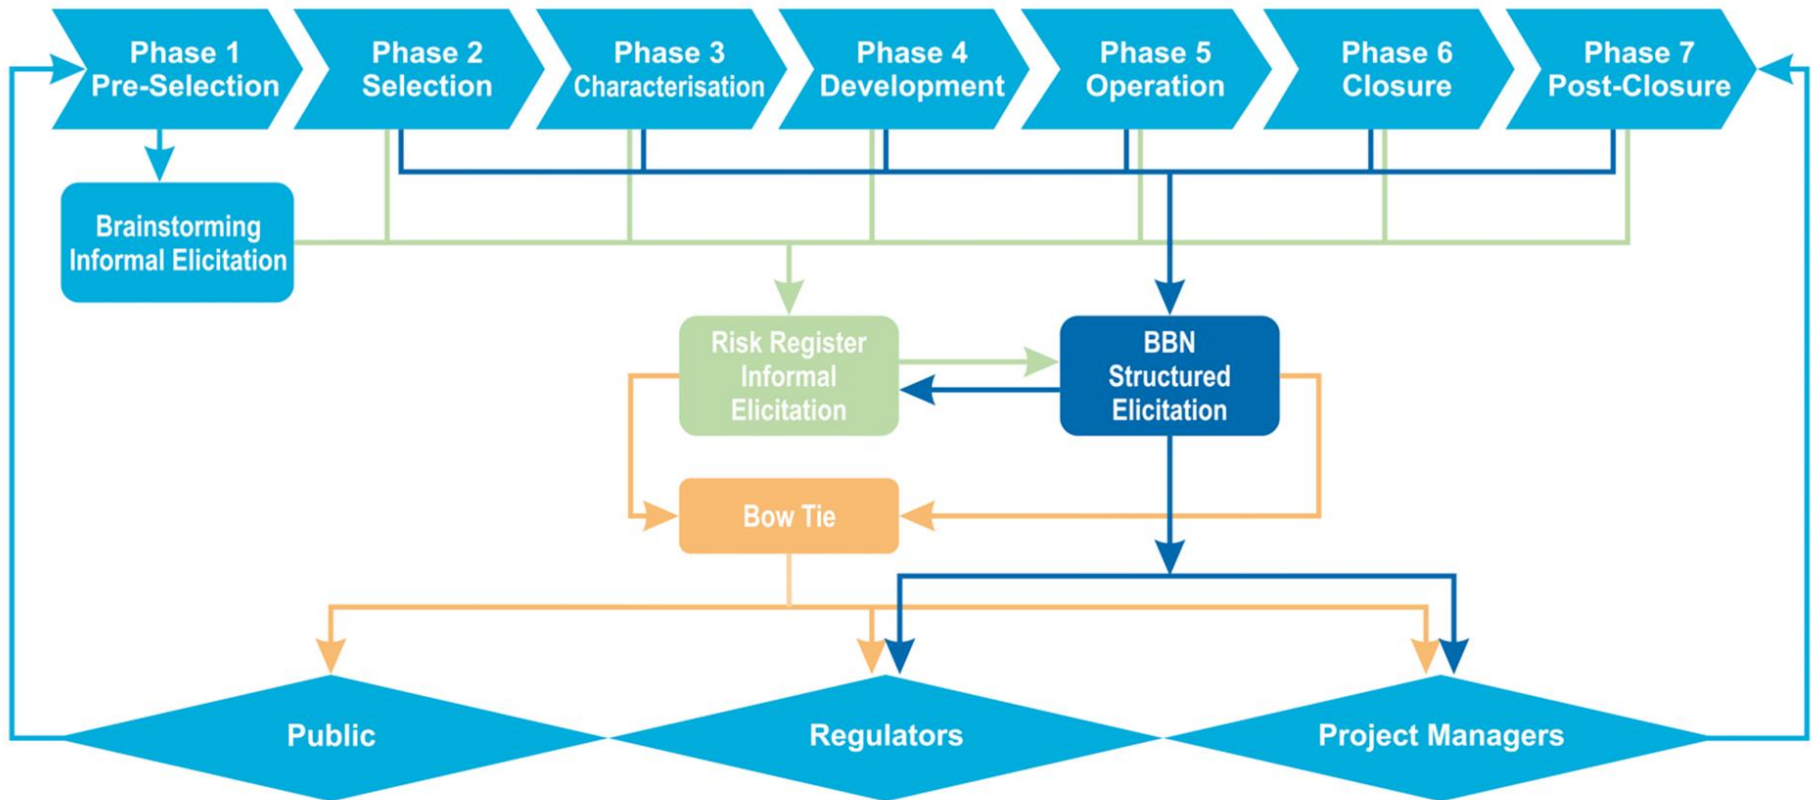 Phase 1
Pre-Selection
Phase 2
Selection
Phase 3
Characterisation
Phase 4
Development
Phase 5
Operation
Phase 6
Closure
Phase 7
Post-Closure
Brainstorming
Informal Elicitation
Risk Register
Informal
Elicitation
BBN
Structured
Elicitation
Bow Tie
Public
Regulators
Project Managers